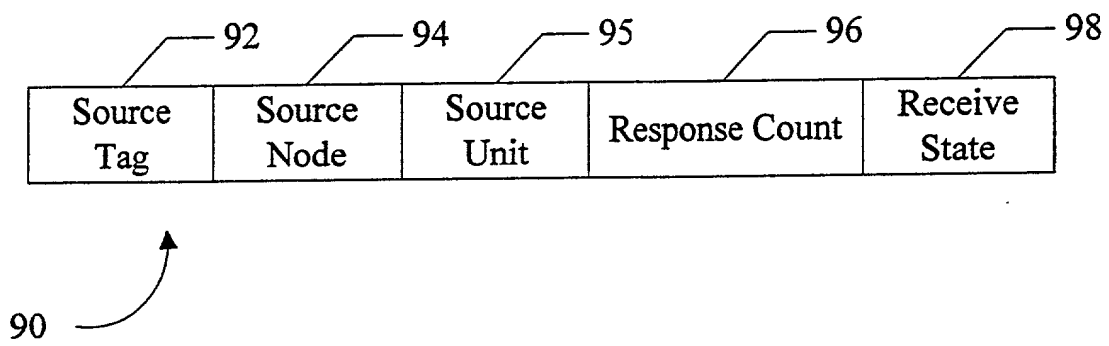 92
94
95
96
98
Source Tag
Source Node
Source Unit
Response Count
Receive State
90